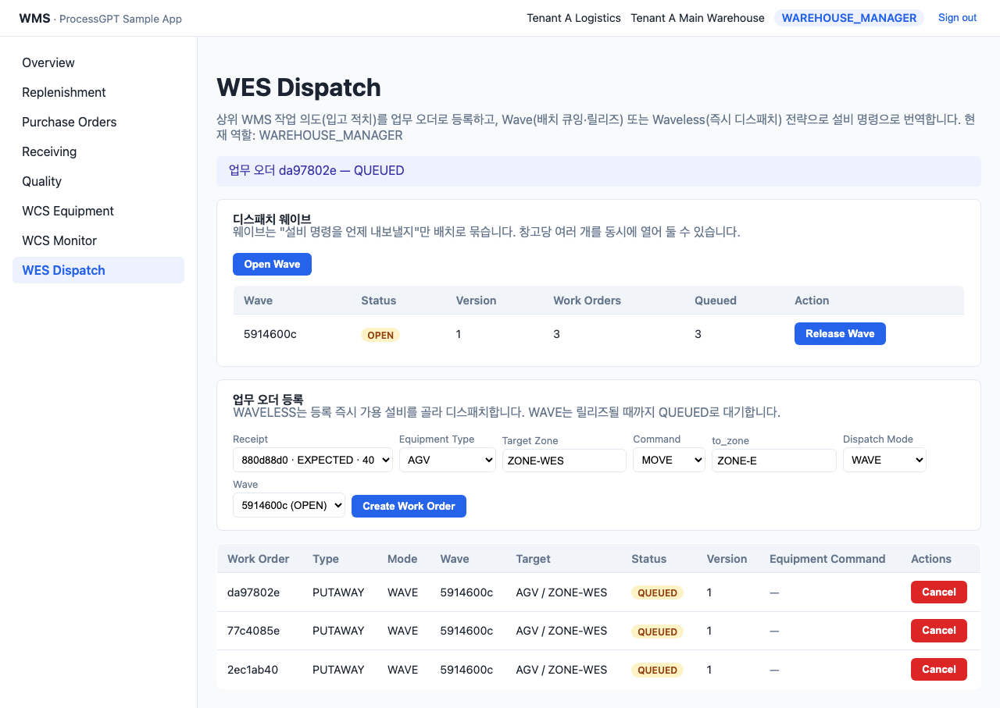 WMS · ProcessGPT Sample App
Tenant A Logistics Tenant A Main Warehouse WAREHOUSE_MANAGER Sign out
Overview
Replenishment
Purchase Orders
Receiving
Quality
WCS Equipment
WCS Monitor
WES Dispatch
WES Dispatch
상위 WMS 작업 의도(입고 적치)를 업무 오더로 등록하고, Wave(배치 큐잉·릴리즈) 또는 Waveless(즉시 디스패치) 전략으로 설비 명령으로 번역합니다. 현
재 역할: WAREHOUSE_MANAGER
업무 오더 da97802e — QUEUED
디스패치 웨이브
웨이브는 "설비 명령을 언제 내보낼지"만 배치로 묶습니다. 창고당 여러 개를 동시에 열어 둘 수 있습니다.
Open Wave
Wave Status Version Work Orders Queued Action
5914600c OPEN 1 3 3 Release Wave
업무 오더 등록
WAVELESS는 등록 즉시 가용 설비를 골라 디스패치합니다. WAVE는 릴리즈될 때까지 QUEUED로 대기합니다.
Receipt Equipment Type Target Zone Command to_zone Dispatch Mode
880d88d0 · EXPECTED · 40 AGV ZONE-WES MOVE ZONE-E WAVE
Wave
5914600c (OPEN) Create Work Order
Work Order Type Mode Wave Target Status Version Equipment Command Actions
da97802e PUTAWAY WAVE 5914600c AGV / ZONE-WES QUEUED 1 — Cancel
77c4085e PUTAWAY WAVE 5914600c AGV / ZONE-WES QUEUED 1 — Cancel
2ec1ab40 PUTAWAY WAVE 5914600c AGV / ZONE-WES QUEUED 1 — Cancel